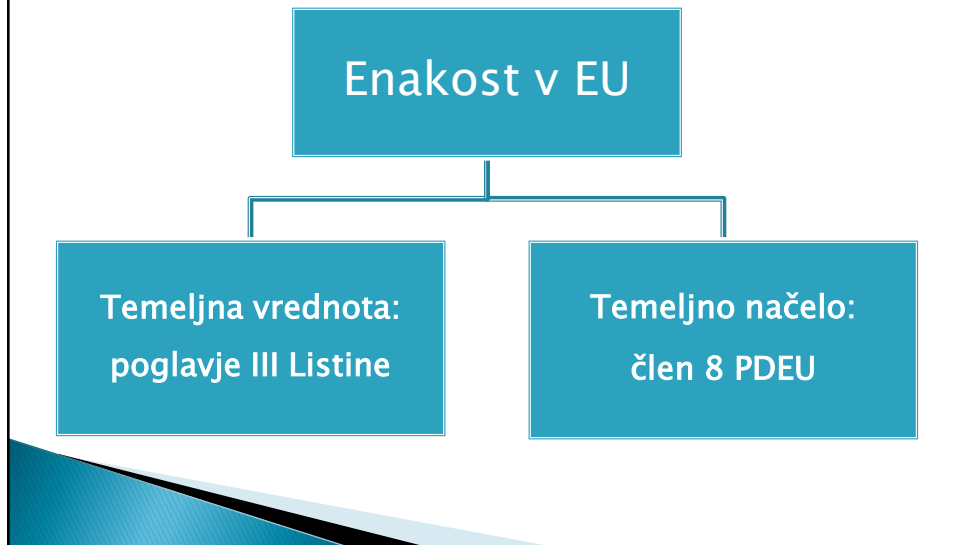 Enakost v EU
Temeljna vrednota:
poglavje III Listine
Temeljno načelo:
člen 8 PDEU